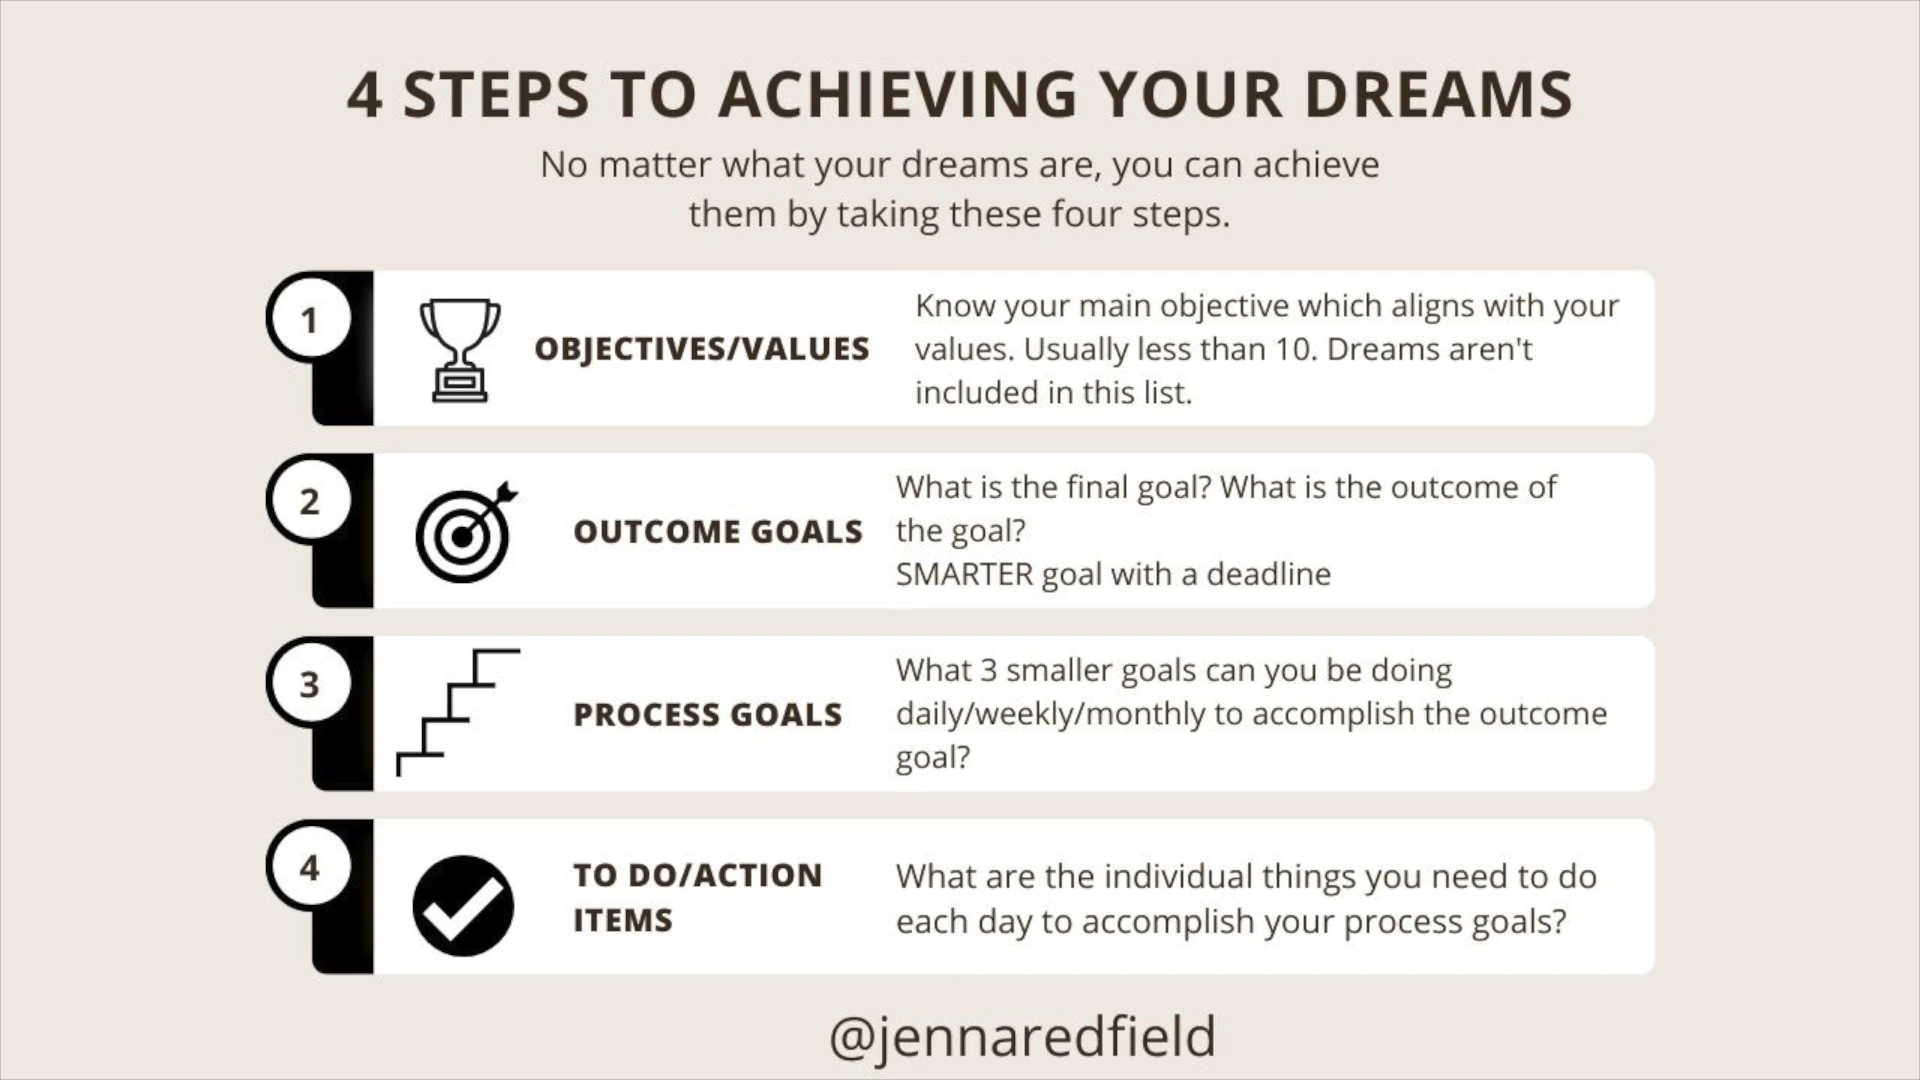 4 STEPS TO ACHIEVING YOUR DREAMS
No matter what your dreams are, you can achieve
them by taking these four steps.
1
OBJECTIVES/VALUES
Know your main objective which aligns with your
values. Usually less than 10. Dreams aren't
included in this list.
2
OUTCOME GOALS
What is the final goal? What is the outcome of
the goal?
SMARTER goal with a deadline
3
PROCESS GOALS
What 3 smaller goals can you be doing
daily/weekly/monthly to accomplish the outcome
goal?
4
TO DO/ACTION
ITEMS
What are the individual things you need to do
each day to accomplish your process goals?
@jennaredfield